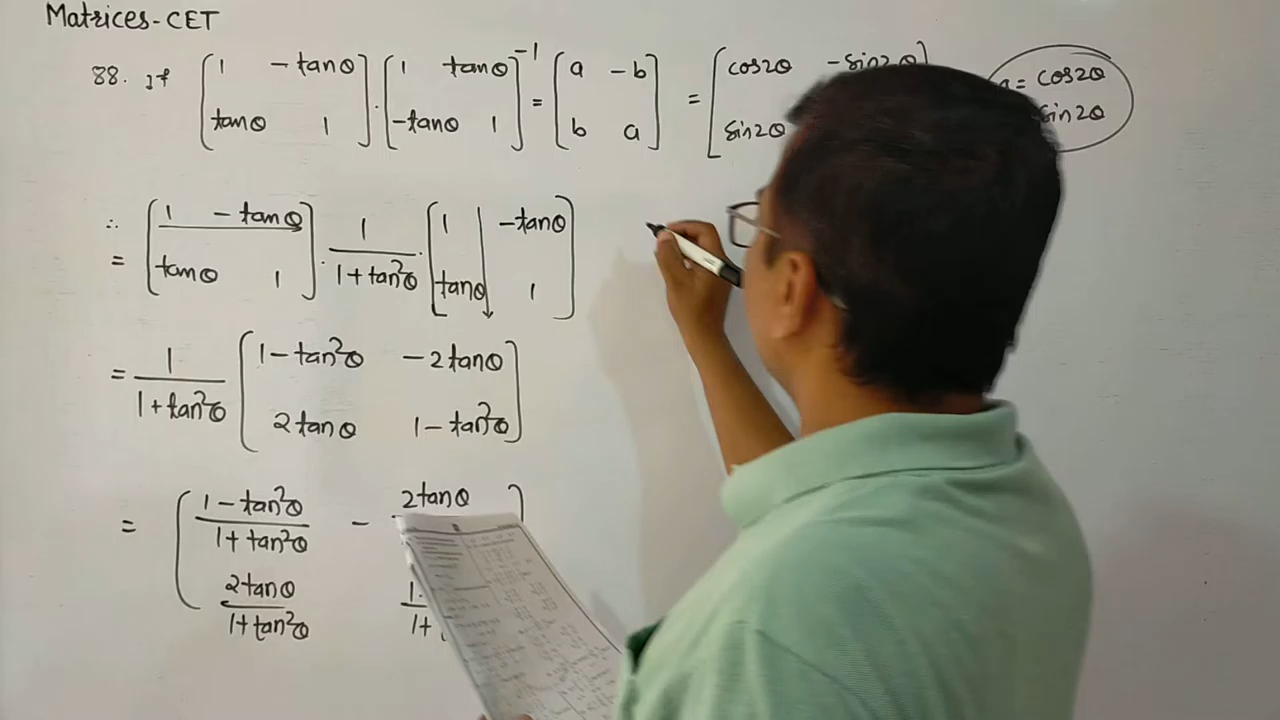 Matrices-CET
88. If [1 -tanθ] . [1 tanθ]⁻¹ = [a -b] = [cos2θ -sin2θ] = cos2θ
[tanθ 1] [-tanθ 1] [b a] [sin2θ sin2θ
∴
= [1 -tanθ] . 1 . [1 -tanθ]
[tanθ 1] 1+tan²θ [tanθ 1]
= 1 [1-tan²θ -2tanθ]
1+tan²θ [2tanθ 1-tan²θ]
= [1-tan²θ - 2tanθ]
1+tan²θ
2tanθ 1
1+tan²θ 1+